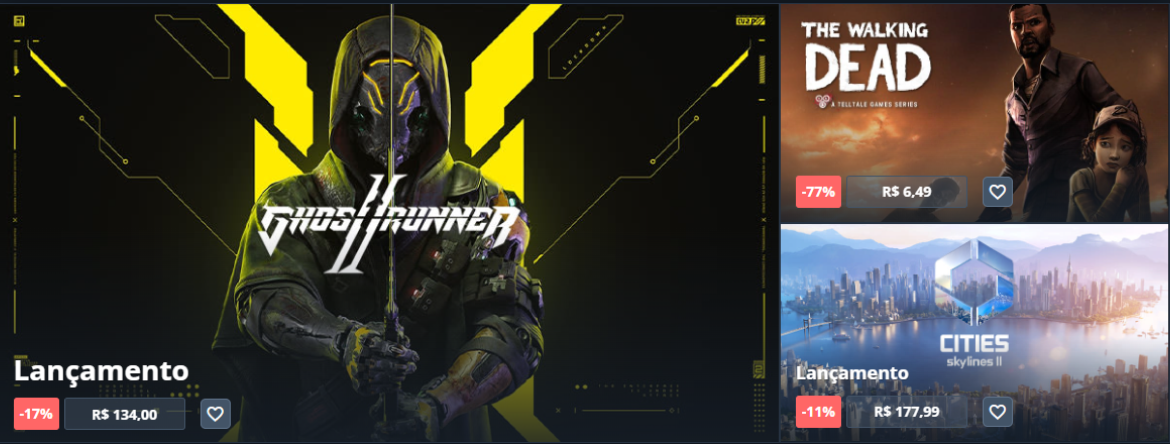 LOCKDOWN
GHOSTRUNNER
II
Lançamento
-17%
R$ 134,00
THE WALKING
DEAD
A TELLTALE GAMES SERIES
-77%
R$ 6,49
CITIES
skylines II
Lançamento
-11%
R$ 177,99